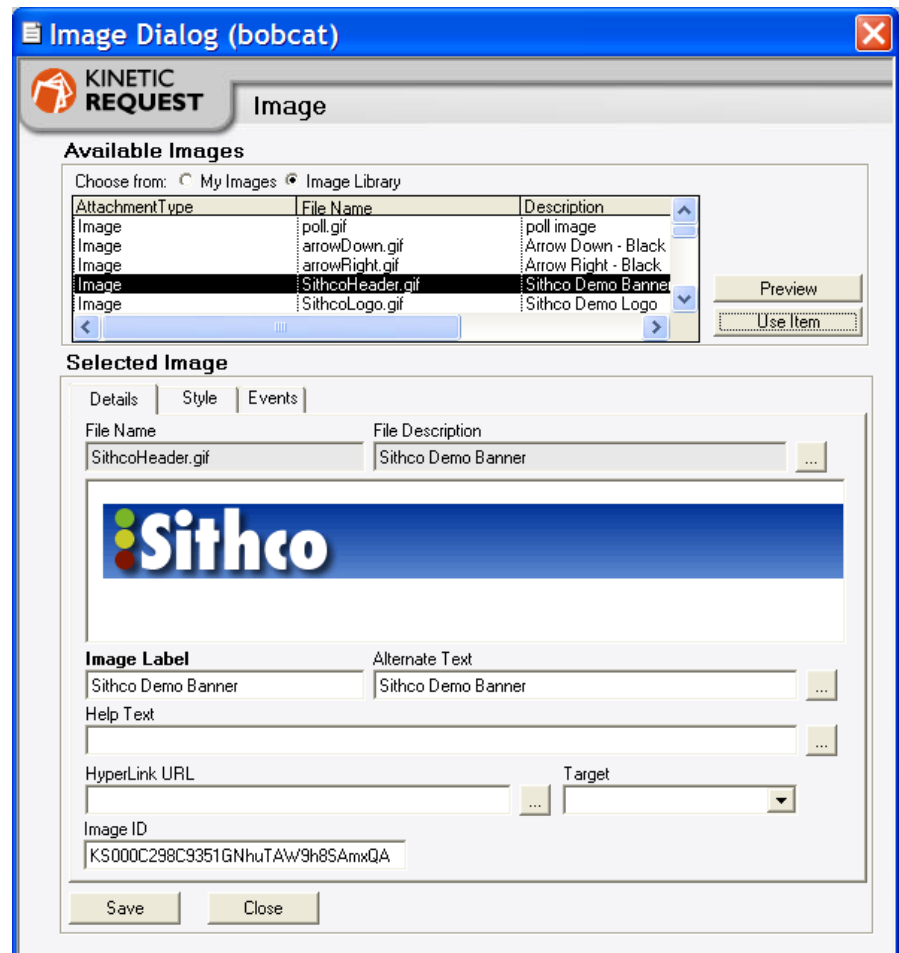 Image Dialog (bobcat)
KINETIC
REQUEST
Image
Available Images
Choose from: My Images Image Library
AttachmentType File Name Description
Image poll.gif poll image
Image arrowDown.gif Arrow Down - Black
Image arrowRight.gif Arrow Right - Black
Image SithcoHeader.gif Sithco Demo Banner
Image SithcoLogo.gif Sithco Demo Logo
Preview
Use Item
Selected Image
Details Style Events
File Name File Description
SithcoHeader.gif Sithco Demo Banner ...
Sithco
Image Label Alternate Text
Sithco Demo Banner Sithco Demo Banner ...
Help Text
...
HyperLink URL Target
...
Image ID
KS000C298C9351GNhuTAW9h8SAmxQA
Save Close